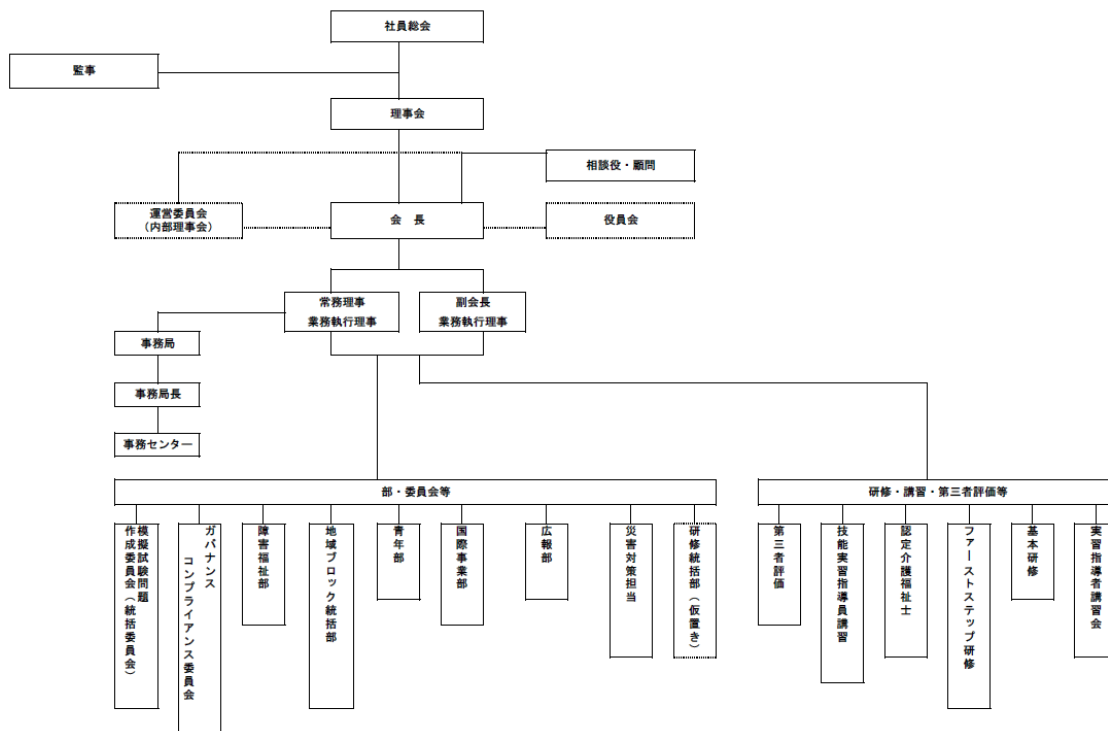 社員総会
監事
理事会
相談役・顧問
運営委員会
（内部理事会）
会　長
役員会
常務理事
業務執行理事
副会長
業務執行理事
事務局
事務局長
事務センター
部・委員会等
研修・講習・第三者評価等
模擬試験問題
作成委員会（統括委員会）
ガバナンス
コンプライアンス委員会
障害福祉部
地域ブロック統括部
青年部
国際事業部
広報部
災害対策担当
研修統括部（仮置き）
第三者評価
技能実習指導員講習
認定介護福祉士
ファーストステップ研修
基本研修
実習指導者講習会